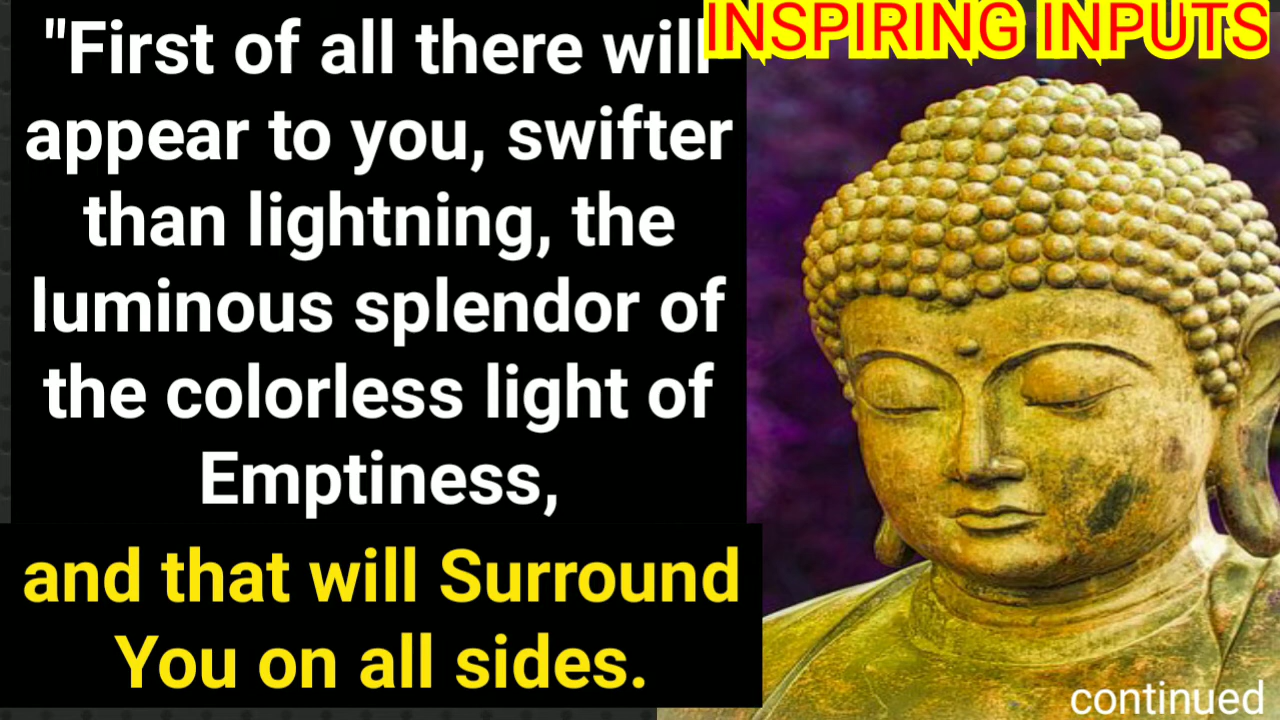 "First of all there will
appear to you, swifter
than lightning, the
luminous splendor of
the colorless light of
Emptiness,
and that will Surround
You on all sides.
INSPIRING INPUTS
continued